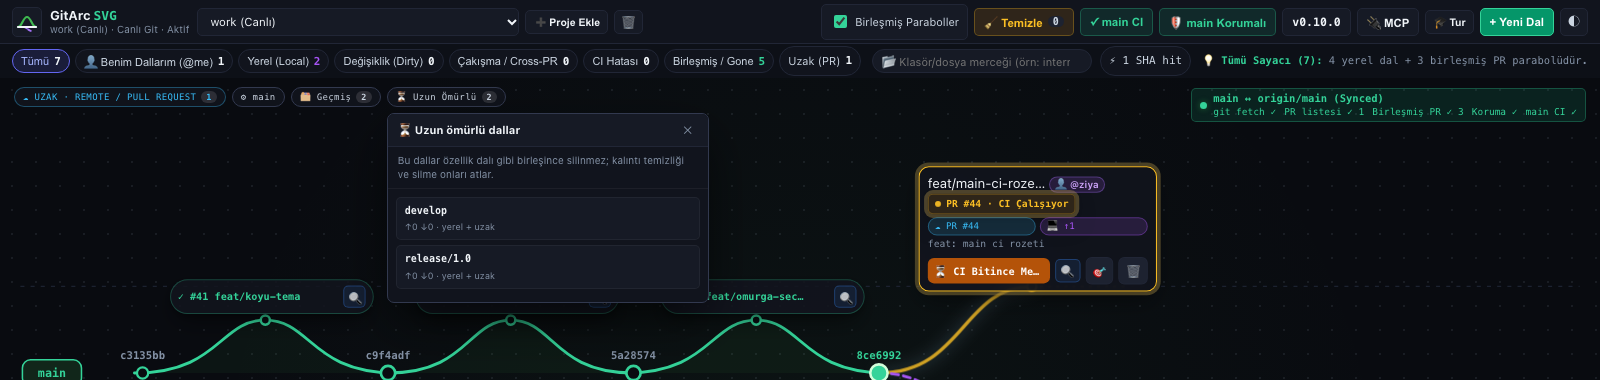 GitArc SVG
work (Canlı) · Canlı Git · Aktif
work (Canlı)
Proje Ekle
Birleşmiş Paraboller
Temizle 0
✓ main CI
main Korumalı
v0.10.0
MCP
Tur
+ Yeni Dal
Tümü 7
Benim Dallarım (@me) 1
Yerel (Local) 2
Değişiklik (Dirty) 0
Çakışma / Cross-PR 0
CI Hatası 0
Birleşmiş / Gone 5
Uzak (PR) 1
Klasör/dosya merceği (örn: interr
⚡ 1 SHA hit
Tümü Sayacı (7): 4 yerel dal + 3 birleşmiş PR parabolüdür.
UZAK · REMOTE / PULL REQUEST 1
main
Geçmiş 2
Uzun Ömürlü 2
main ↔ origin/main (Synced)
git fetch ✓ PR listesi ✓ 1 Birleşmiş PR ✓ 3 Koruma ✓ main CI ✓
Uzun ömürlü dallar ×
Bu dallar özellik dalı gibi birleşince silinmez; kalıntı temizliği
ve silme onları atlar.
develop
↑0 ↓0 · yerel + uzak
release/1.0
↑0 ↓0 · yerel + uzak
feat/main-ci-roze… @ziya
PR #44 · CI Çalışıyor
PR #44
↑1
feat: main ci rozeti
CI Bitince Me…
✓ #41 feat/koyu-tema
feat/omurga-sec…
c3135bb
c9f4adf
5a28574
8ce6992
main